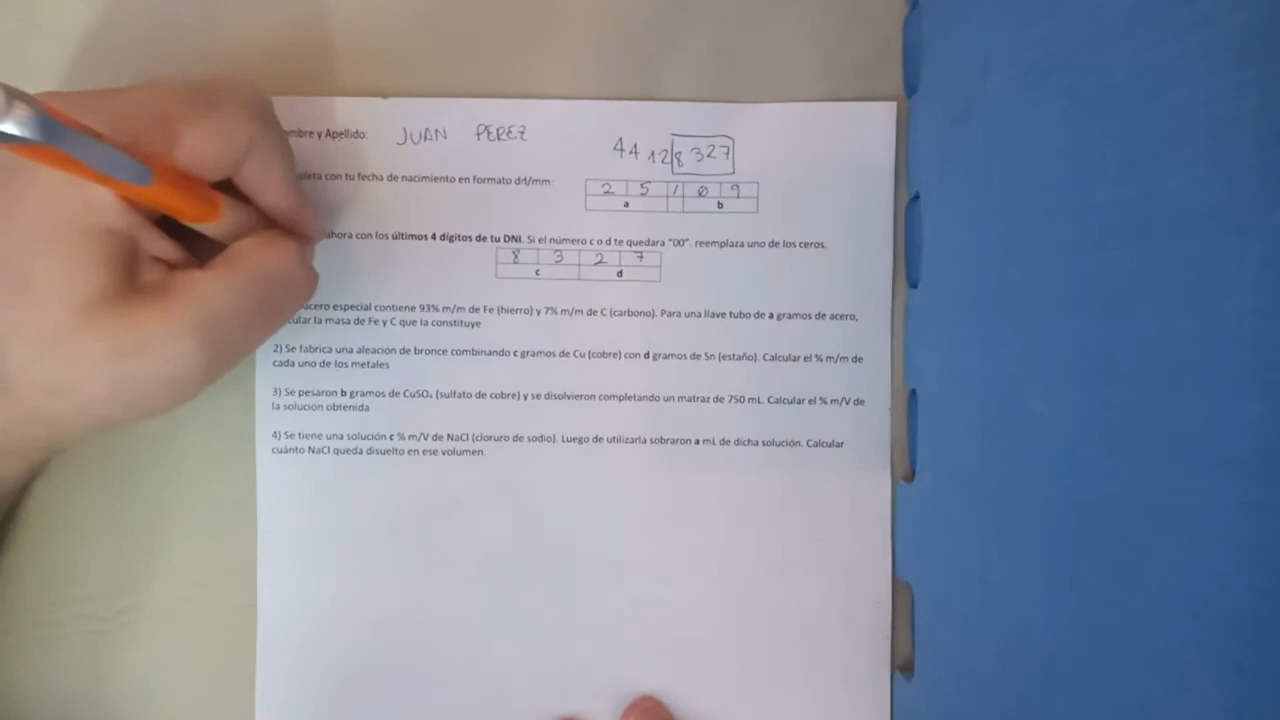 Apellido: JUAN PEREZ
44 128 327
con tu fecha de nacimiento en formato dd/mm:
2 5 / 0 9
a b
ahora con los últimos 4 dígitos de tu DNI. Si el número c o d te quedara "00", reemplaza uno de los ceros.
8 3 2 7
c d
acero especial contiene 93% m/m de Fe (hierro) y 7% m/m de C (carbono). Para una llave tubo de a gramos de acero,
la masa de Fe y C que la constituye
2) Se fabrica una aleación de bronce combinando c gramos de Cu (cobre) con d gramos de Sn (estaño). Calcular el % m/m de
cada uno de los metales
3) Se pesaron b gramos de CuSO₄ (sulfato de cobre) y se disolvieron completando un matraz de 750 mL. Calcular el % m/V de
la solución obtenida
4) Se tiene una solución c % m/V de NaCl (cloruro de sodio). Luego de utilizarla sobraron a mL de dicha solución. Calcular
cuánto NaCl queda disuelto en ese volumen.